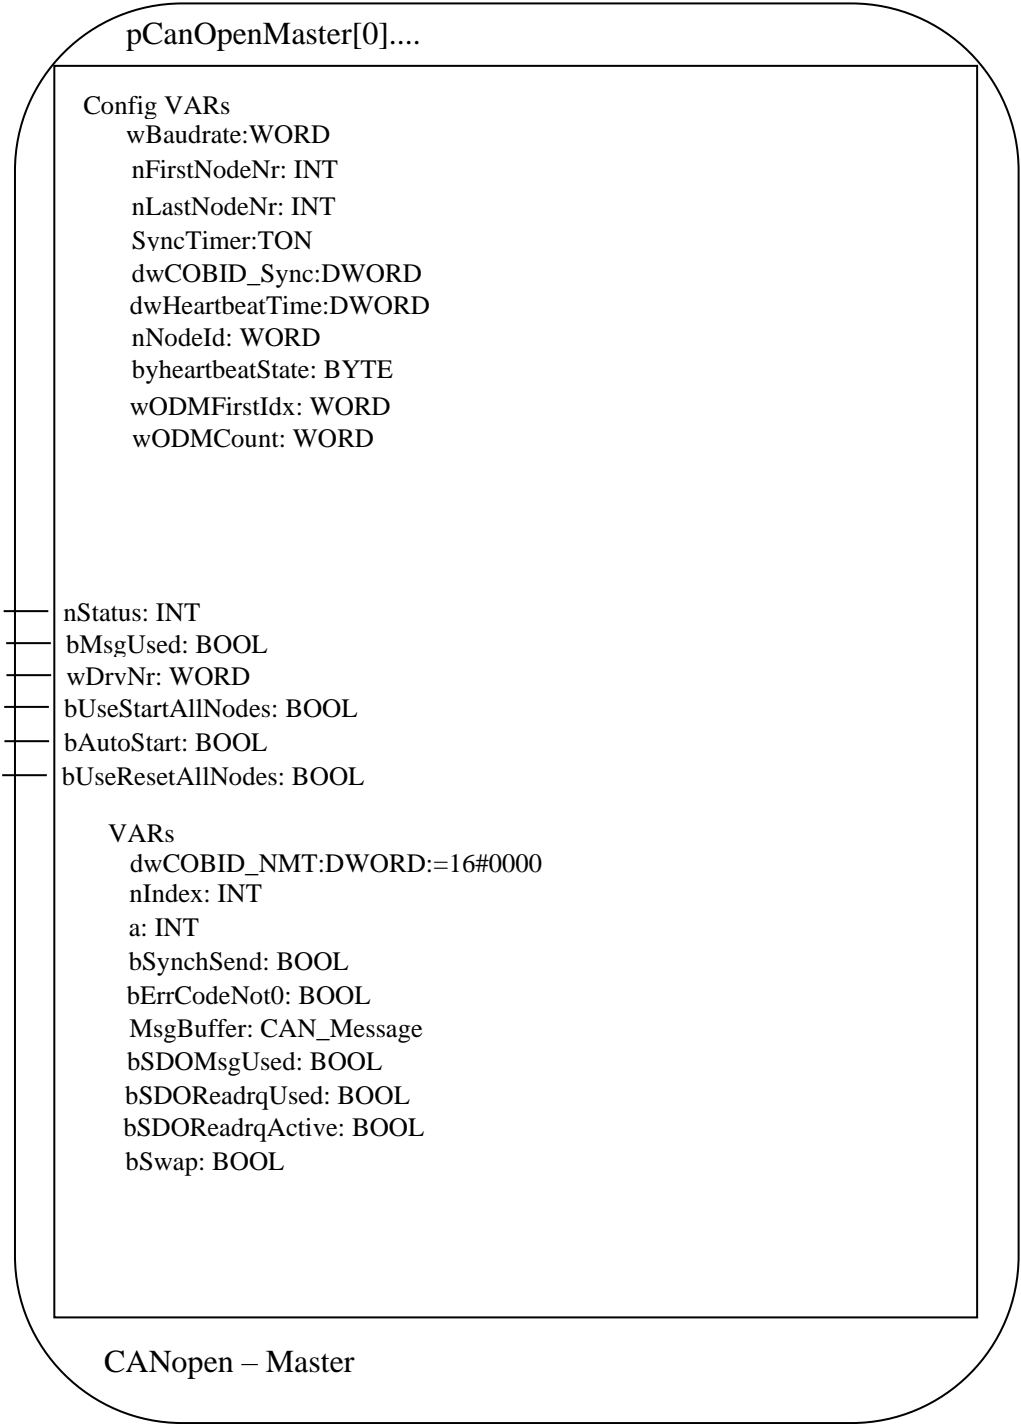 pCanOpenMaster[0]....
Config VARs
wBaudrate:WORD
nFirstNodeNr: INT
nLastNodeNr: INT
SyncTimer:TON
dwCOBID_Sync:DWORD
dwHeartbeatTime:DWORD
nNodeId: WORD
byheartbeatState: BYTE
wODMFirstIdx: WORD
wODMCount: WORD
nStatus: INT
bMsgUsed: BOOL
wDrvNr: WORD
bUseStartAllNodes: BOOL
bAutoStart: BOOL
bUseResetAllNodes: BOOL
VARs
dwCOBID_NMT:DWORD:=16#0000
nIndex: INT
a: INT
bSynchSend: BOOL
bErrCodeNot0: BOOL
MsgBuffer: CAN_Message
bSDOMsgUsed: BOOL
bSDOReadrqUsed: BOOL
bSDOReadrqActive: BOOL
bSwap: BOOL
CANopen – Master